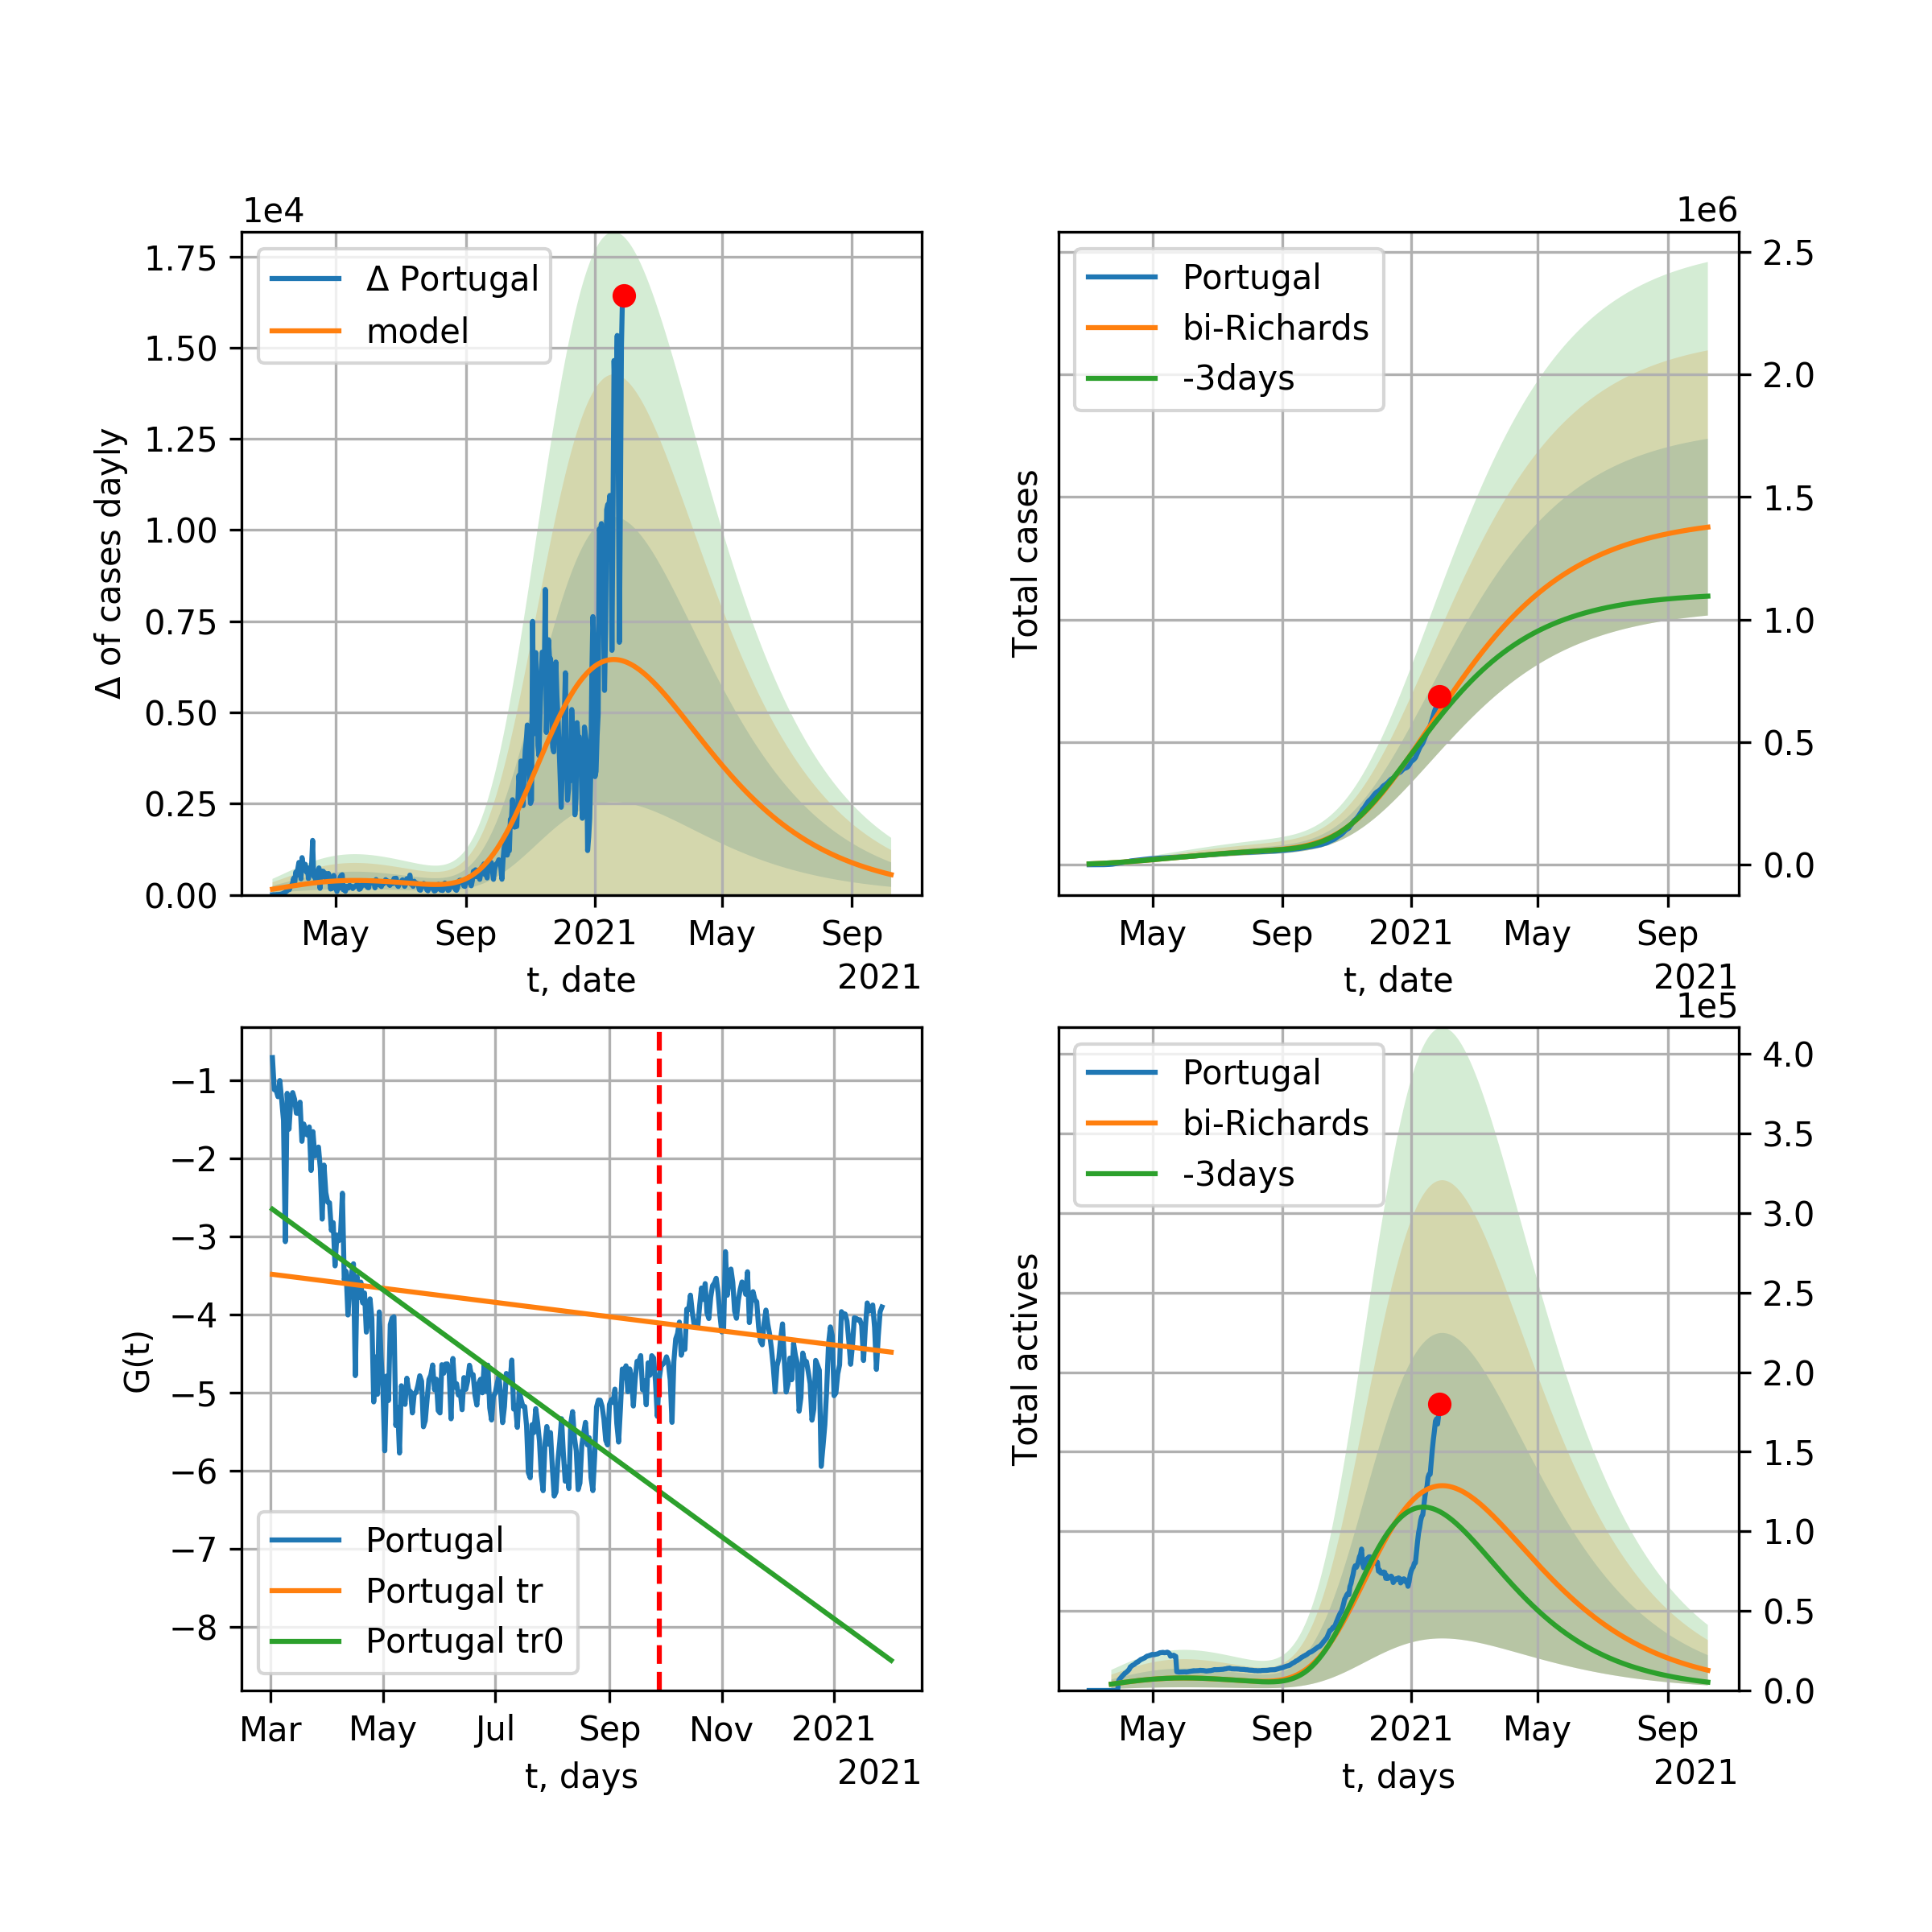 1e4
1.75
1.50
1.25
1.00
0.75
0.50
0.25
0.00
Δ of cases dayly
Δ Portugal
model
May
Sep
2021
May
Sep
t, date
2021
1e6
2.5
2.0
1.5
1.0
0.5
0.0
Total cases
Portugal
bi-Richards
-3days
May
Sep
2021
May
Sep
t, date
2021
−1
−2
−3
−4
−5
−6
−7
−8
G(t)
Portugal
Portugal tr
Portugal tr0
Mar
May
Jul
Sep
Nov
2021
t, days
2021
1e5
4.0
3.5
3.0
2.5
2.0
1.5
1.0
0.5
0.0
Total actives
Portugal
bi-Richards
-3days
May
Sep
2021
May
Sep
t, days
2021